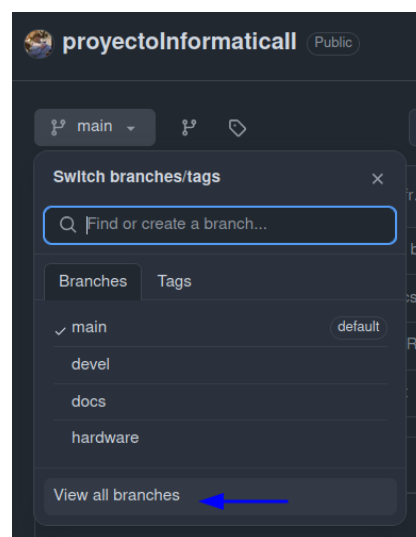 proyectoInformaticaII Public
main
Switch branches/tags
Find or create a branch...
Branches Tags
main default
devel
docs
hardware
View all branches